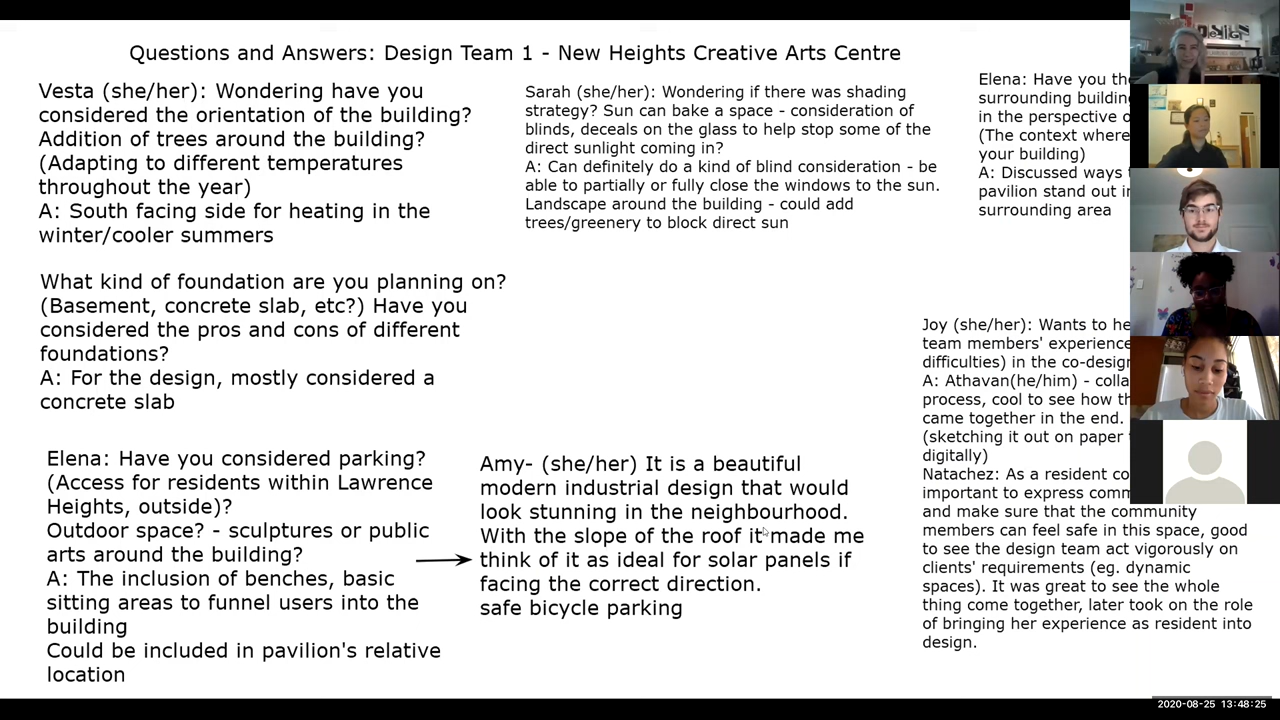 Questions and Answers: Design Team 1 - New Heights Creative Arts Centre
Vesta (she/her): Wondering have you
considered the orientation of the building?
Addition of trees around the building?
(Adapting to different temperatures
throughout the year)
A: South facing side for heating in the
winter/cooler summers
What kind of foundation are you planning on?
(Basement, concrete slab, etc?) Have you
considered the pros and cons of different
foundations?
A: For the design, mostly considered a
concrete slab
Elena: Have you considered parking?
(Access for residents within Lawrence
Heights, outside)?
Outdoor space? - sculptures or public
arts around the building?
A: The inclusion of benches, basic
sitting areas to funnel users into the
building
Could be included in pavilion's relative
location
Sarah (she/her): Wondering if there was shading
strategy? Sun can bake a space - consideration of
blinds, deceals on the glass to help stop some of the
direct sunlight coming in?
A: Can definitely do a kind of blind consideration - be
able to partially or fully close the windows to the sun.
Landscape around the building - could add
trees/greenery to block direct sun
Amy- (she/her) It is a beautiful
modern industrial design that would
look stunning in the neighbourhood.
With the slope of the roof it made me
think of it as ideal for solar panels if
facing the correct direction.
safe bicycle parking
Elena: Have you
surrounding
in the perspective
(The context where
your building)
A: Discussed ways
pavilion stand out
surrounding area
Joy (she/her): Wants to
team members' experience
difficulties) in the
A: Athavan(he/him) -
process, cool to see how
came together in the end.
(sketching it out on paper
digitally)
Natachez: As a resident
important to express
and make sure that the community
members can feel safe in this space, good
to see the design team act vigorously on
clients' requirements (eg. dynamic
spaces). It was great to see the whole
thing come together, later took on the role
of bringing her experience as resident into
design.
2020-08-25 13:48:25